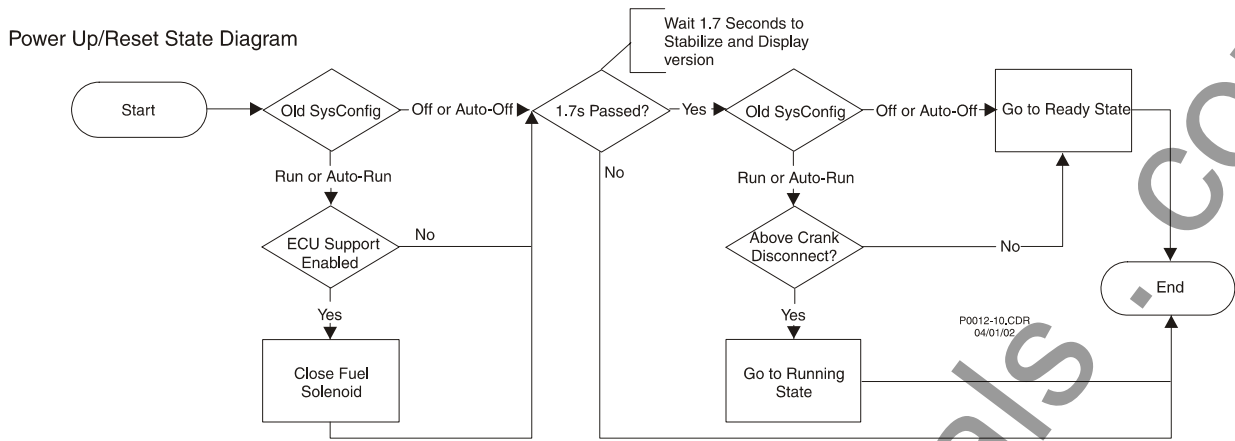 Power Up/Reset State Diagram
Wait 1.7 Seconds to
Stabilize and Display
version
Start
Old SysConfig
Off or Auto-Off
1.7s Passed?
Yes
Old SysConfig
Off or Auto-Off
Go to Ready State
Run or Auto-Run
No
Run or Auto-Run
ECU Support
Enabled
No
Above Crank
Disconnect?
No
End
Yes
Yes
P0012-10.CDR
04/01/02
Close Fuel
Solenoid
Go to Running
State